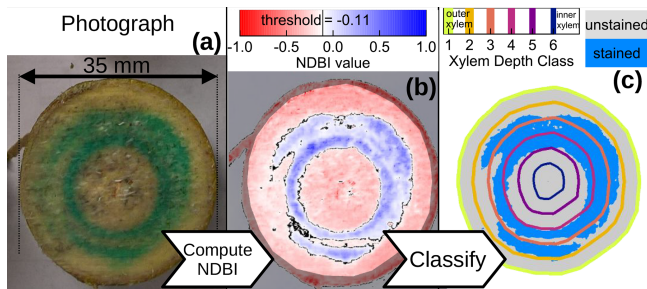 Photograph
(a)
35 mm
Compute
NDBI
threshold = -0.11
-1.0 -0.5 0.0 0.5 1.0
NDBI value
(b)
Classify
outer
xylem
inner
xylem
1 2 3 4 5 6
Xylem Depth Class
unstained
stained
(c)